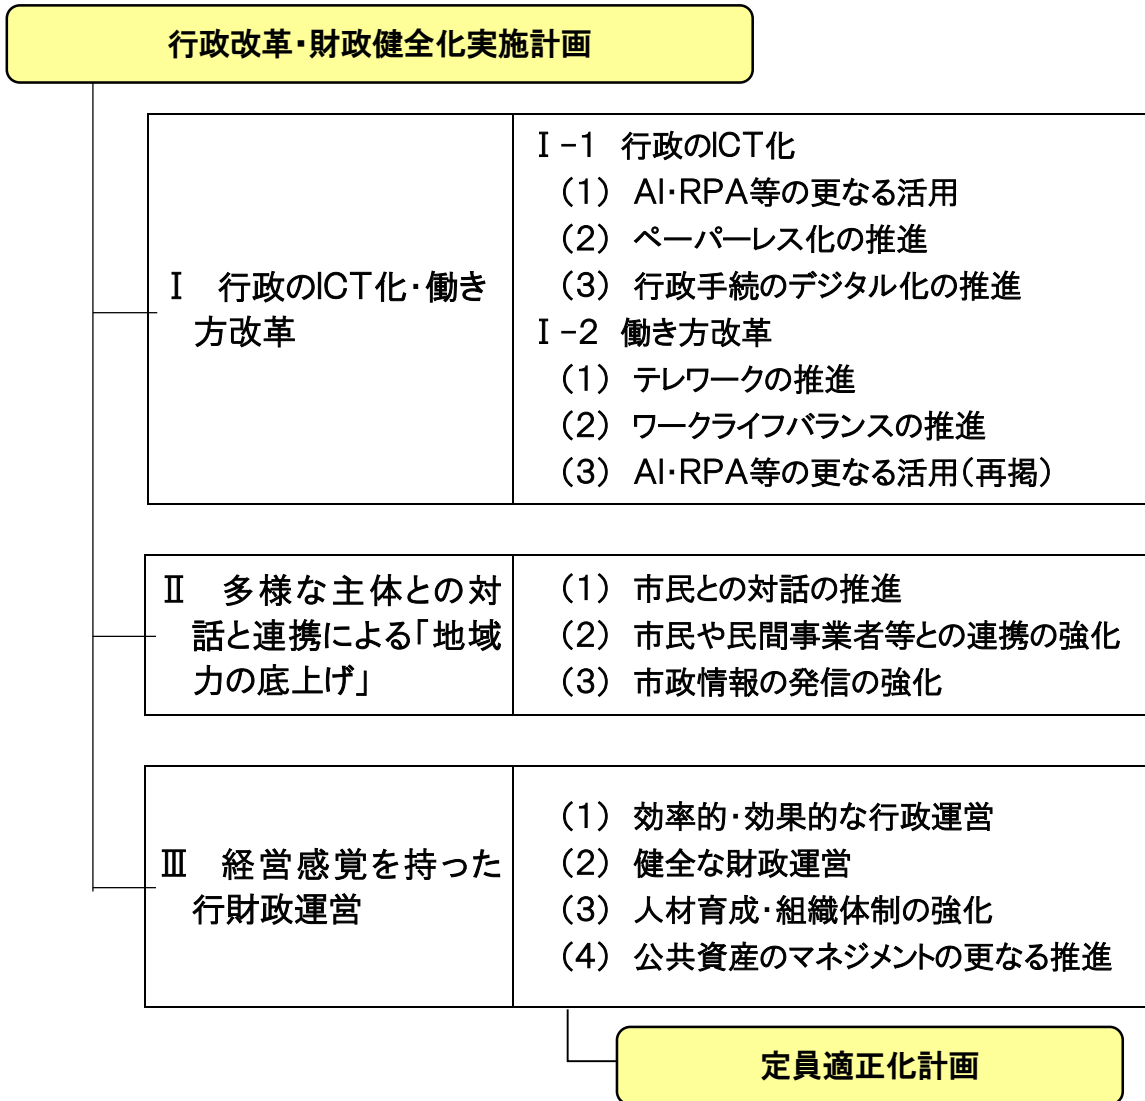 行政改革・財政健全化実施計画
Ⅰ 行政のICT化・働き
方改革
Ⅰ-1 行政のICT化
(1) AI・RPA等の更なる活用
(2) ペーパーレス化の推進
(3) 行政手続のデジタル化の推進
Ⅰ-2 働き方改革
(1) テレワークの推進
(2) ワークライフバランスの推進
(3) AI・RPA等の更なる活用(再掲)
Ⅱ 多様な主体との対
話と連携による「地域
力の底上げ」
(1) 市民との対話の推進
(2) 市民や民間事業者等との連携の強化
(3) 市政情報の発信の強化
Ⅲ 経営感覚を持った
行財政運営
(1) 効率的・効果的な行政運営
(2) 健全な財政運営
(3) 人材育成・組織体制の強化
(4) 公共資産のマネジメントの更なる推進
定員適正化計画